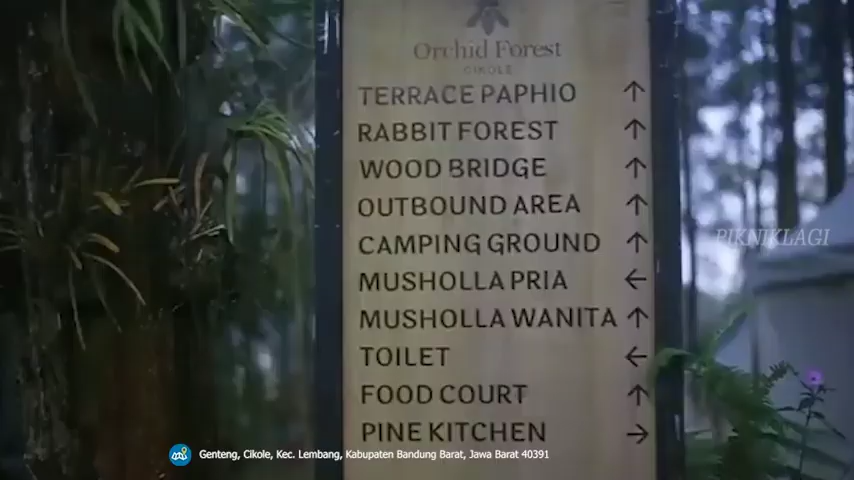 Orchid Forest
CIKOLE
TERRACE PAPHIO ↑
RABBIT FOREST ↑
WOOD BRIDGE ↑
OUTBOUND AREA ↑
CAMPING GROUND ↑
MUSHOLLA PRIA ←
MUSHOLLA WANITA ↑
TOILET ←
FOOD COURT ↑
PINE KITCHEN →
PIKNIKLAGI
Genteng, Cikole, Kec. Lembang, Kabupaten Bandung Barat, Jawa Barat 40391